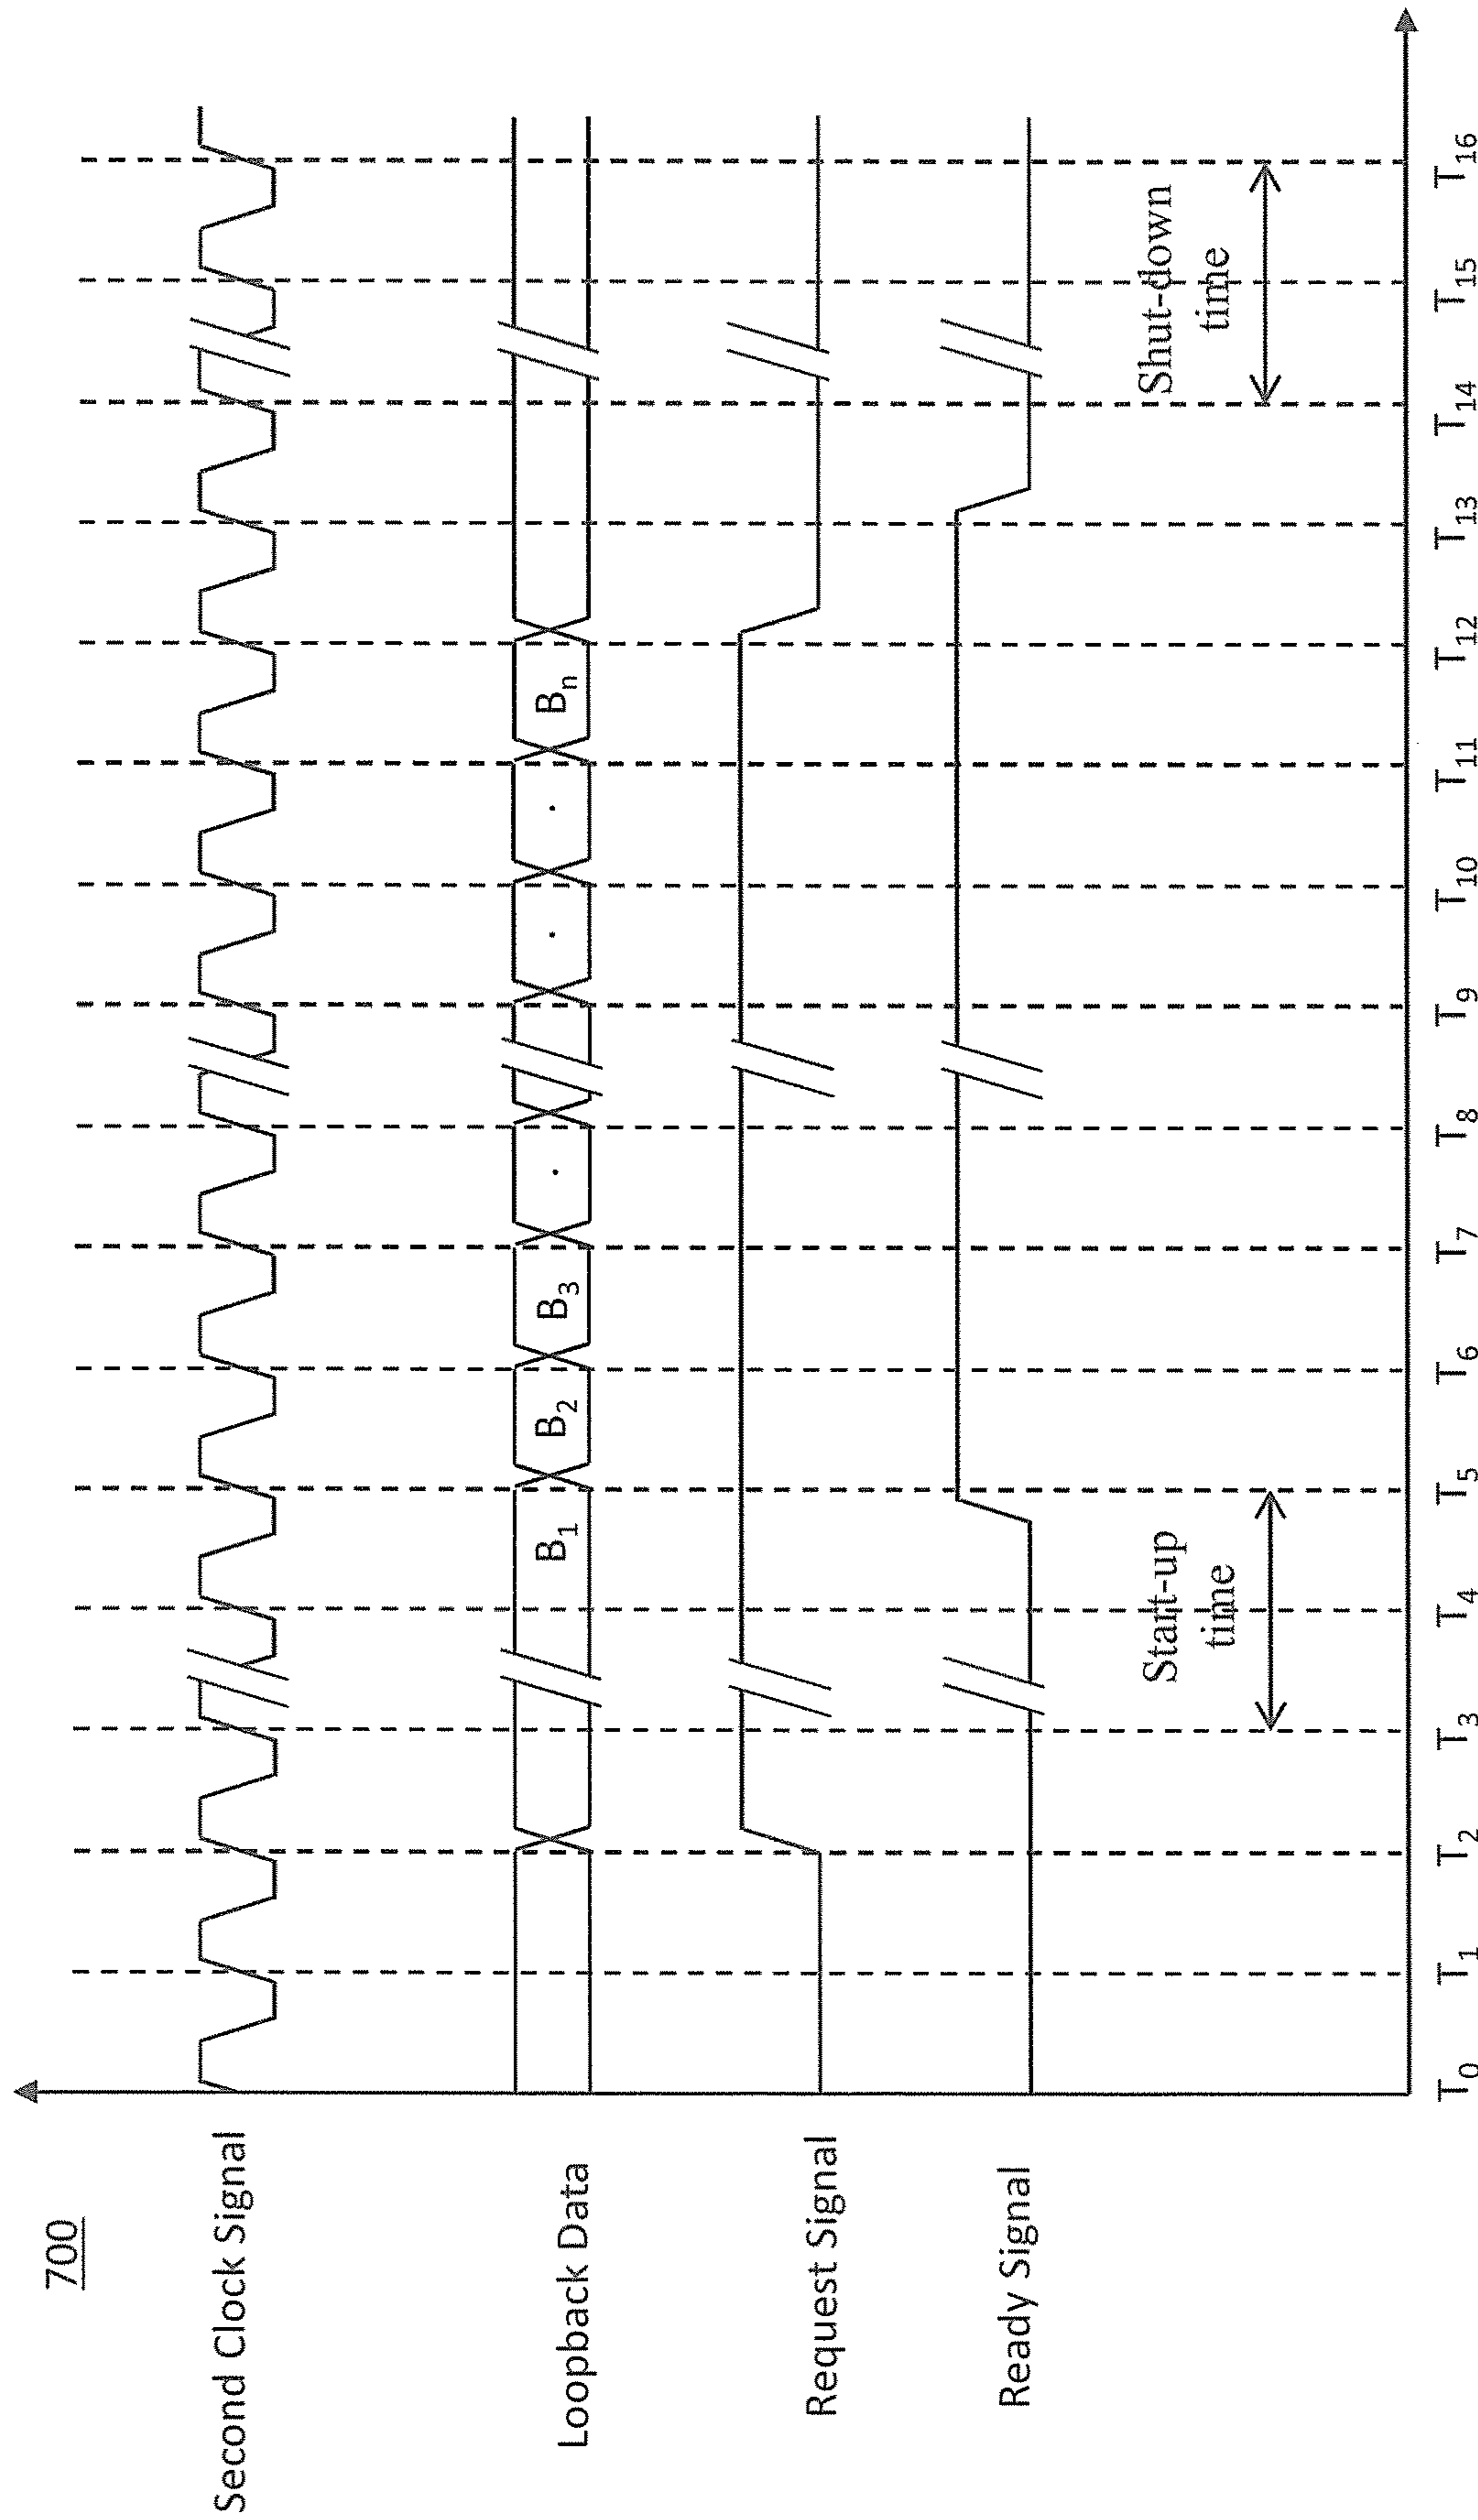 700
Second Clock Signal
Loopback Data
B1 B2 B3 . . . Bn
Request Signal
Ready Signal
Start-up
time
Shut-down
time
T0 T1 T2 T3 T4 T5 T6 T7 T8 T9 T10 T11 T12 T13 T14 T15 T16